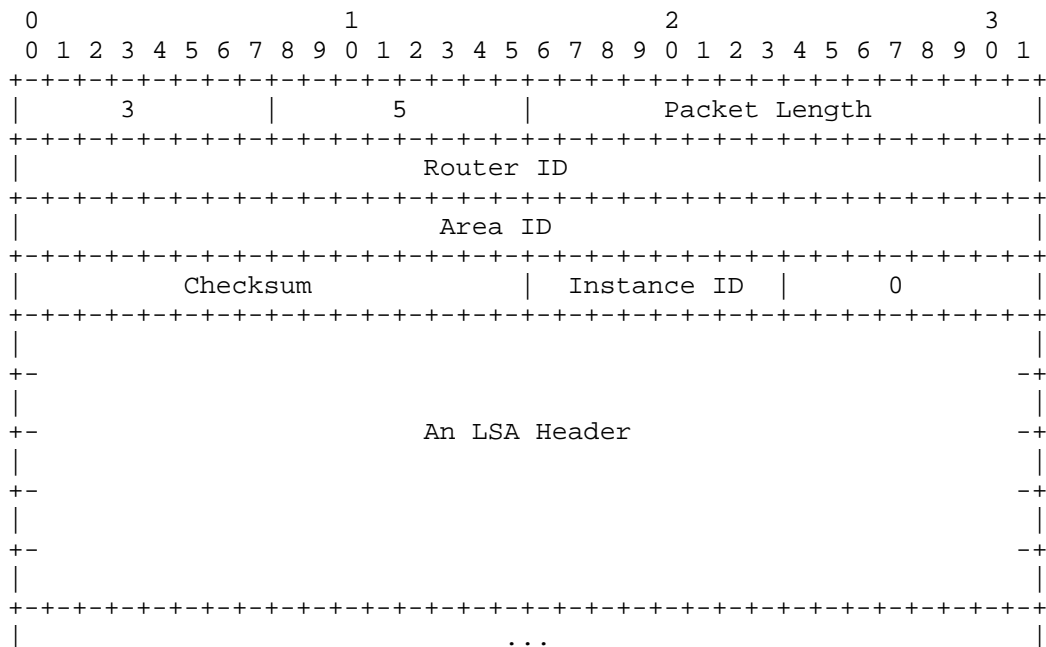 0                   1                   2                   3
 0 1 2 3 4 5 6 7 8 9 0 1 2 3 4 5 6 7 8 9 0 1 2 3 4 5 6 7 8 9 0 1
+-+-+-+-+-+-+-+-+-+-+-+-+-+-+-+-+-+-+-+-+-+-+-+-+-+-+-+-+-+-+-+-+
|      3        |       5       |        Packet Length          |
+-+-+-+-+-+-+-+-+-+-+-+-+-+-+-+-+-+-+-+-+-+-+-+-+-+-+-+-+-+-+-+-+
|                         Router ID                             |
+-+-+-+-+-+-+-+-+-+-+-+-+-+-+-+-+-+-+-+-+-+-+-+-+-+-+-+-+-+-+-+-+
|                          Area ID                              |
+-+-+-+-+-+-+-+-+-+-+-+-+-+-+-+-+-+-+-+-+-+-+-+-+-+-+-+-+-+-+-+-+
|          Checksum             |  Instance ID  |      0        |
+-+-+-+-+-+-+-+-+-+-+-+-+-+-+-+-+-+-+-+-+-+-+-+-+-+-+-+-+-+-+-+-+
|                                                               |
+-                                                             -+
|                                                               |
+-                        An LSA Header                        -+
|                                                               |
+-                                                             -+
|                                                               |
+-                                                             -+
|                                                               |
+-+-+-+-+-+-+-+-+-+-+-+-+-+-+-+-+-+-+-+-+-+-+-+-+-+-+-+-+-+-+-+-+
|                              ...                              |